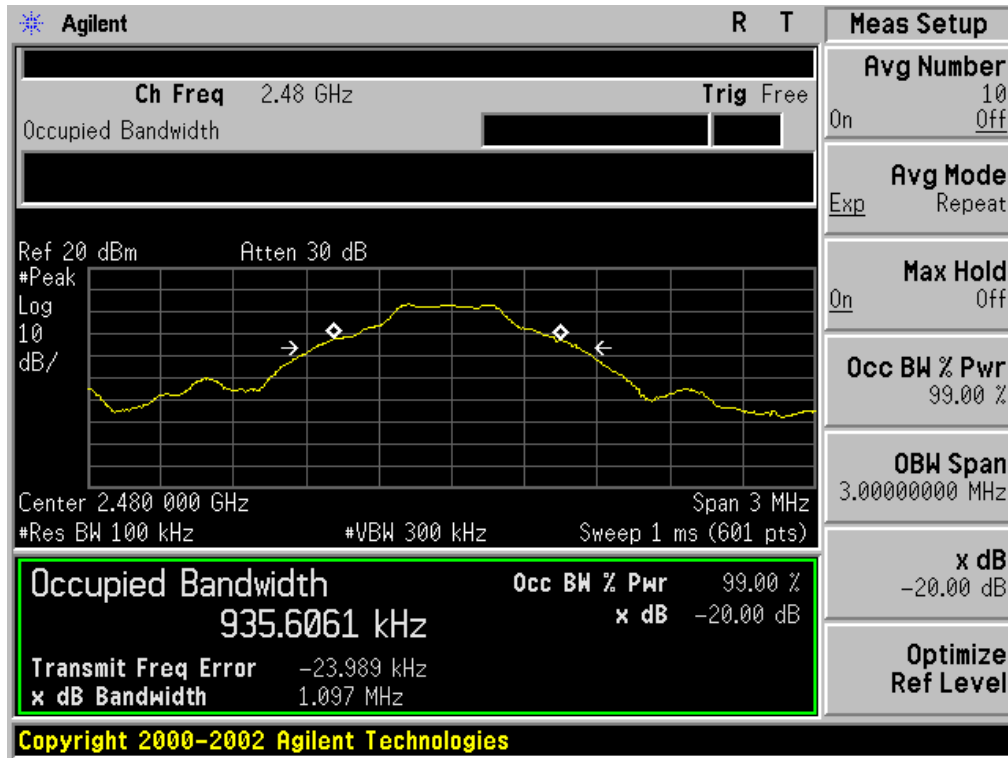 Agilent R T
Ch Freq 2.48 GHz Trig Free
Occupied Bandwidth
Ref 20 dBm Atten 30 dB
#Peak
Log
10
dB/
Center 2.480 000 GHz Span 3 MHz
#Res BW 100 kHz #VBW 300 kHz Sweep 1 ms (601 pts)
Occupied Bandwidth Occ BW % Pwr 99.00 %
935.6061 kHz x dB -20.00 dB
Transmit Freq Error -23.989 kHz
x dB Bandwidth 1.097 MHz
Copyright 2000-2002 Agilent Technologies
Meas Setup
Avg Number
10
On Off
Avg Mode
Exp Repeat
Max Hold
On Off
Occ BW % Pwr
99.00 %
OBW Span
3.00000000 MHz
x dB
-20.00 dB
Optimize
Ref Level